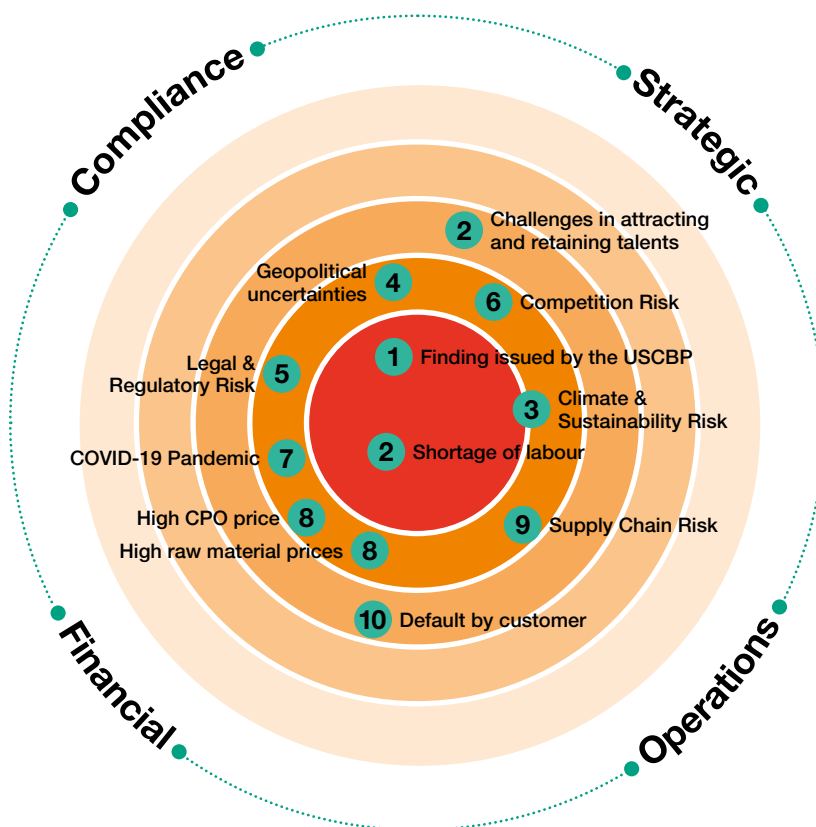 Compliance
Strategic
2
Challenges in attracting
and retaining talents
Geopolitical
uncertainties
4
6
Competition Risk
1
Finding issued by the USCBP
Legal &
Regulatory Risk
5
3
Climate &
Sustainability Risk
COVID-19 Pandemic
7
2
Shortage of labour
High CPO price
8
High raw material prices
8
9
Supply Chain Risk
10
Default by customer
Financial
Operations